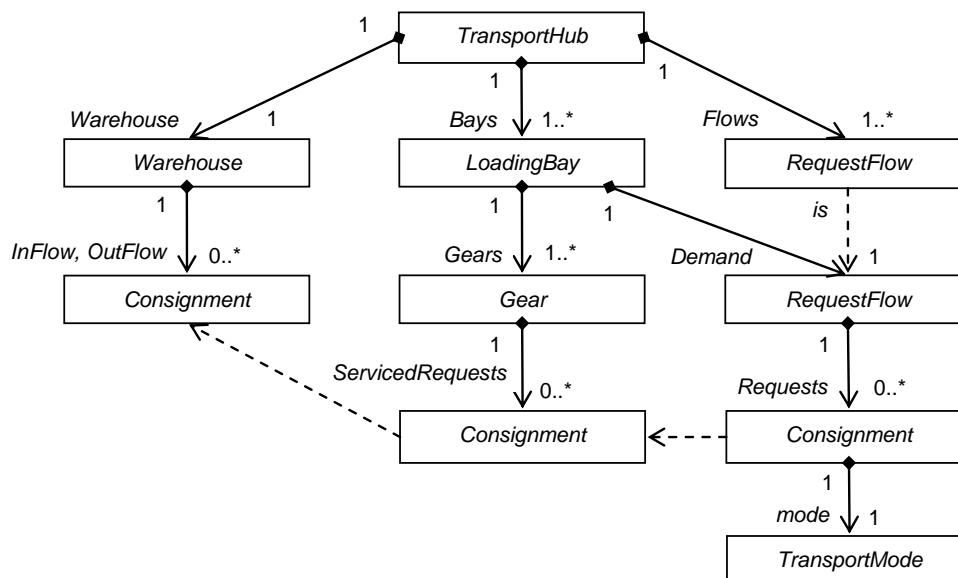 1
TransportHub
1
1
Warehouse
1
Bays
1..*
Flows
1..*
Warehouse
LoadingBay
RequestFlow
1
1
1
is
InFlow, OutFlow
0..*
Gears
1..*
Demand
1
Consignment
Gear
RequestFlow
1
1
ServicedRequests
0..*
Requests
0..*
Consignment
Consignment
1
mode
1
TransportMode